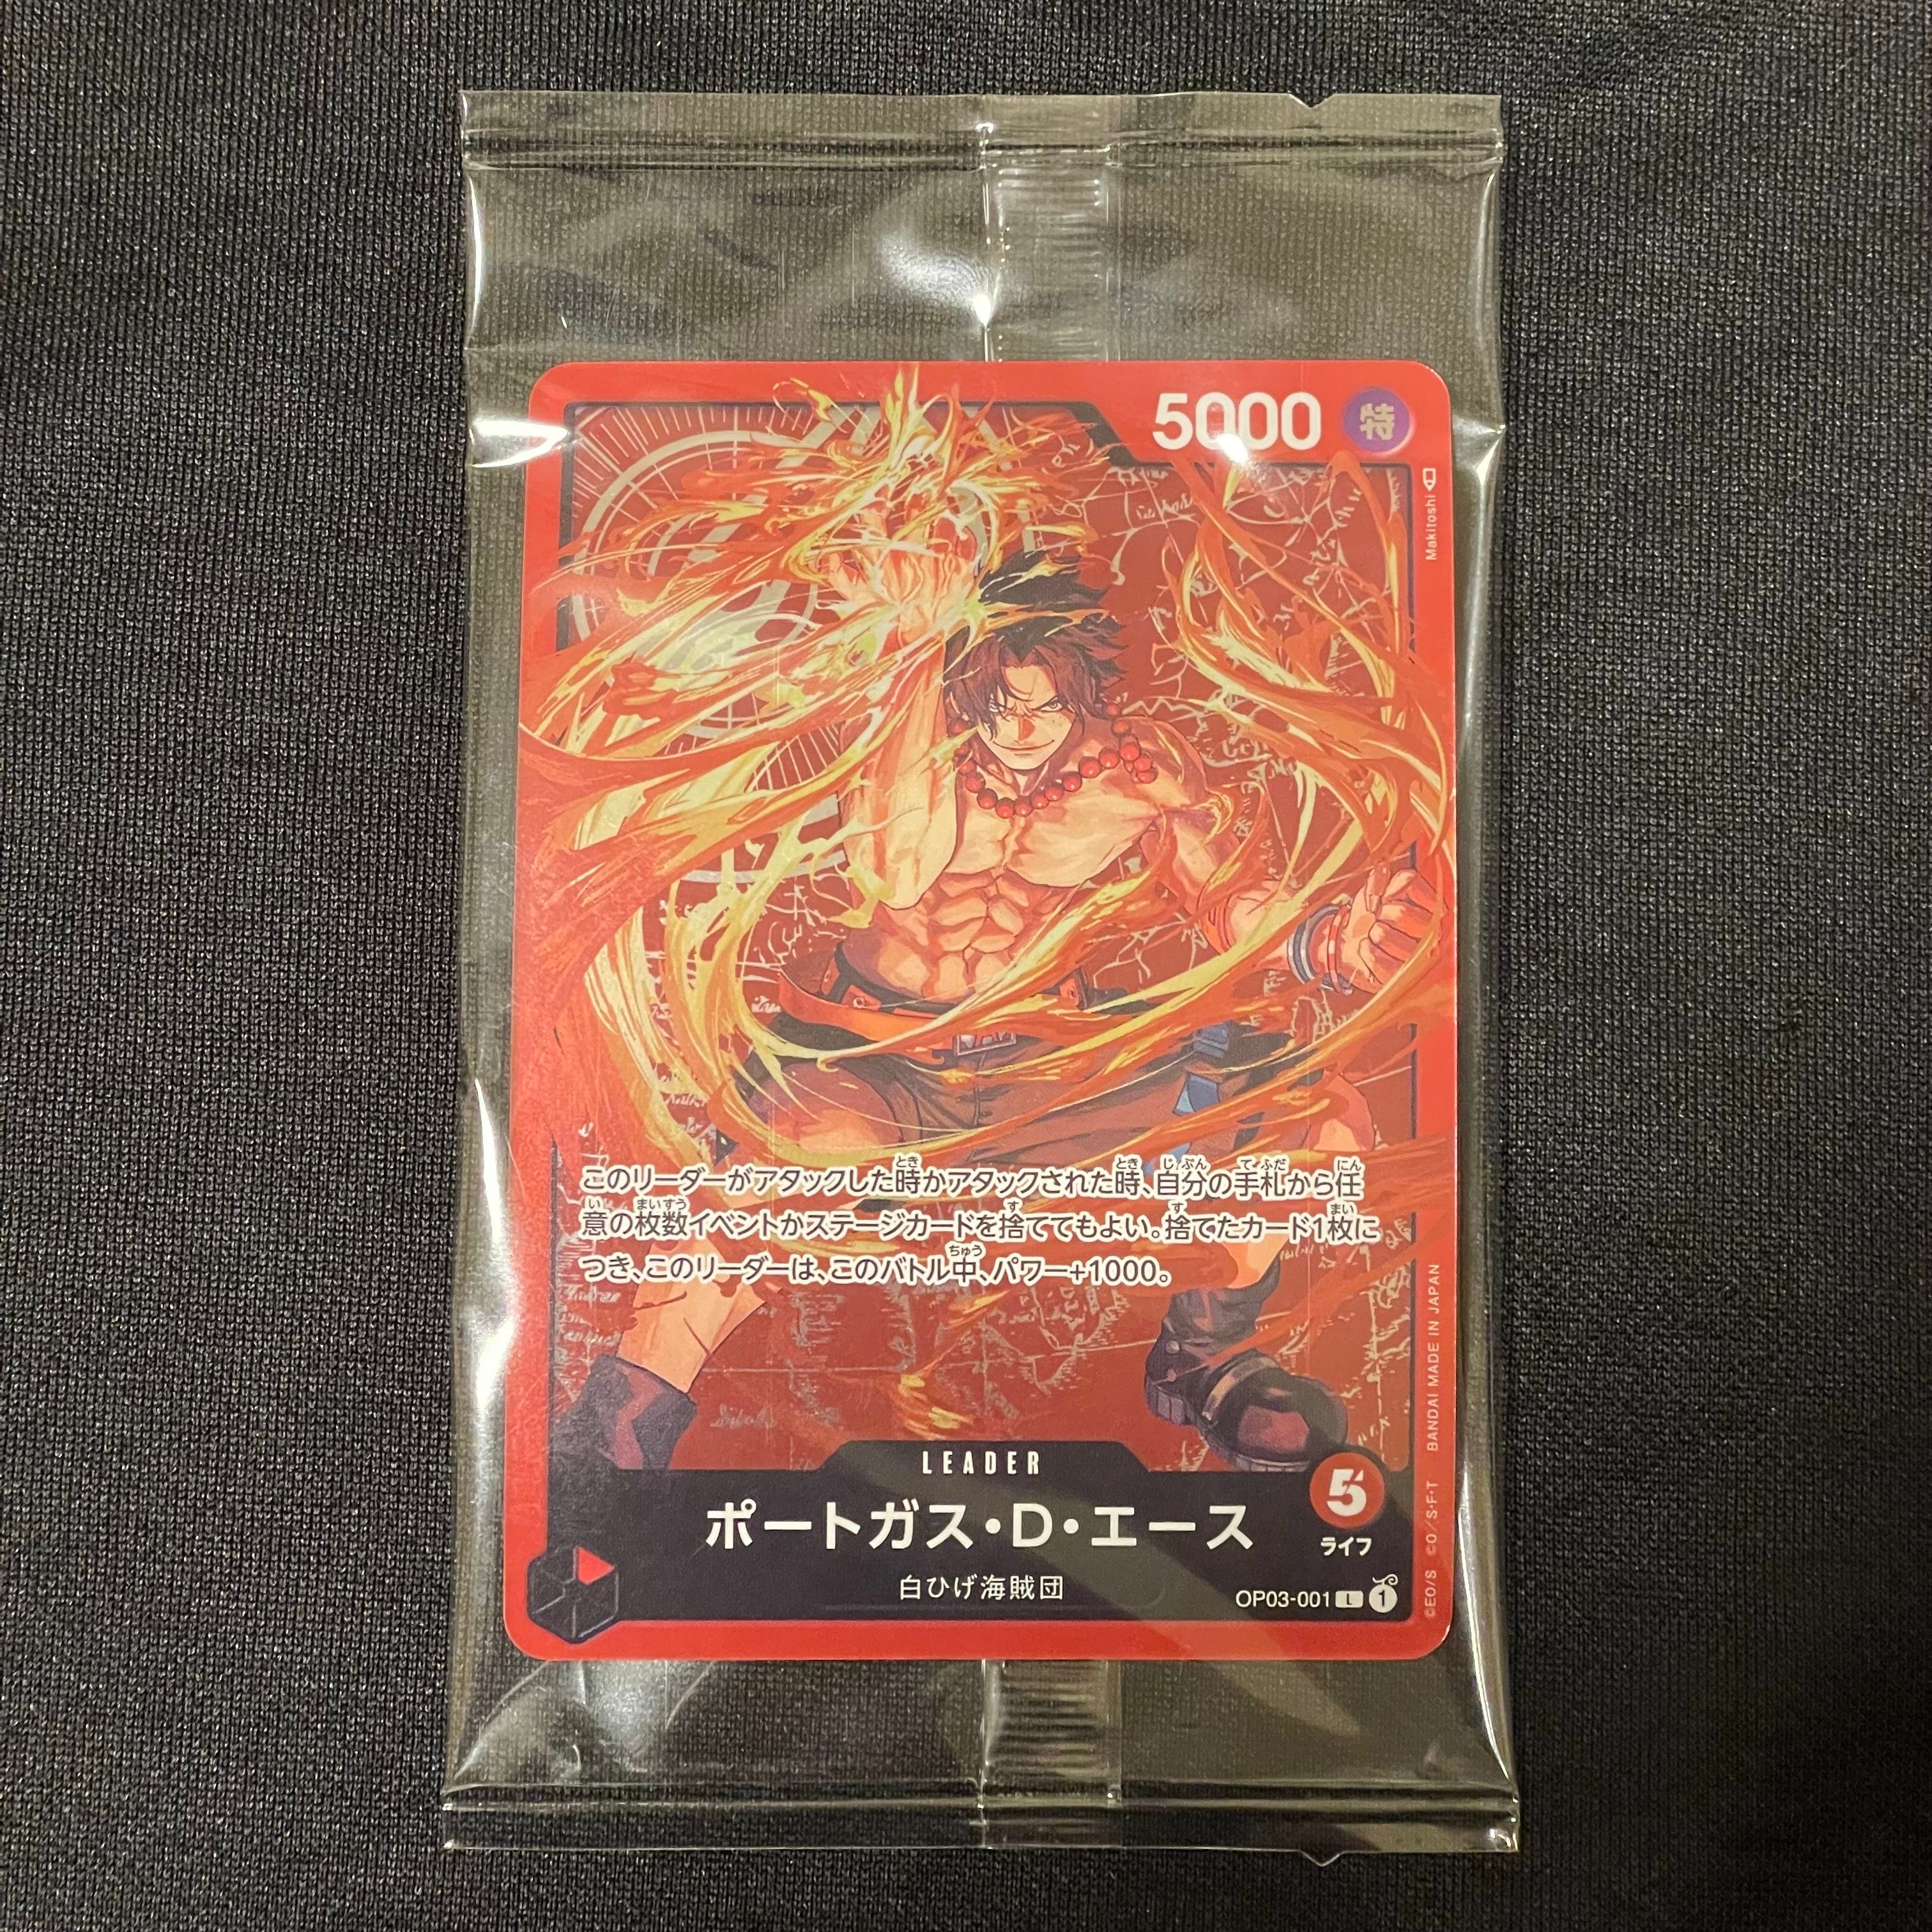 5000 特
Makitoshi
このリーダーがアタックした時かアタックされた時、自分の手札から任
意の枚数イベントかステージカードを捨ててもよい。捨てたカード1枚に
つき、このリーダーは、このバトル中、パワー+1000。
LEADER
ポートガス・D・エース
5
ライフ
白ひげ海賊団
OP03-001 L 1
©EO/S ©O/S・F・T BANDAI MADE IN JAPAN